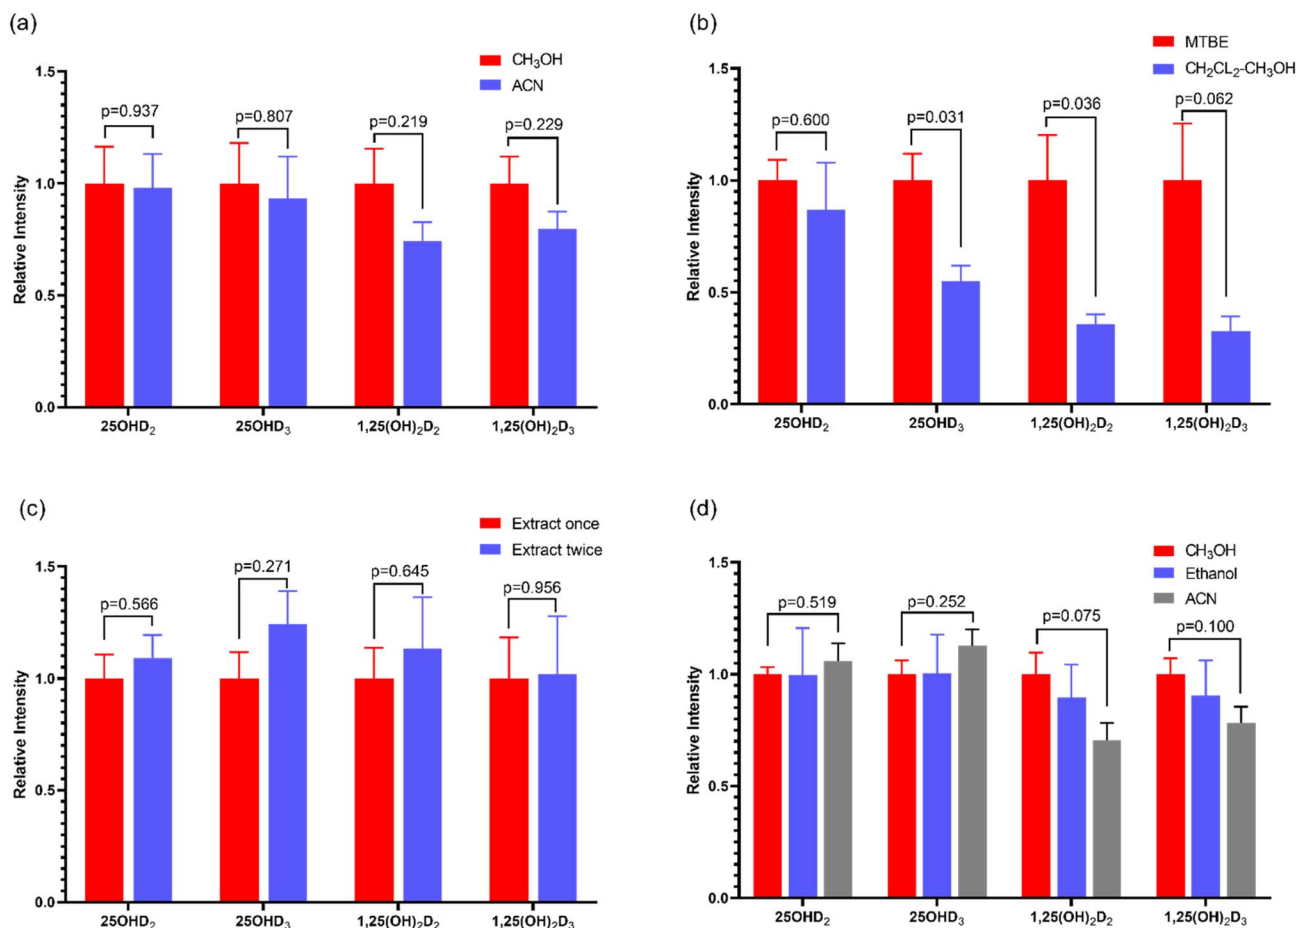 (a)
CH₃OH
ACN
1.5
1.0
0.5
0.0
Relative Intensity
p=0.937
p=0.807
p=0.219
p=0.229
25OHD₂
25OHD₃
1,25(OH)₂D₂
1,25(OH)₂D₃
(b)
MTBE
CH₂CL₂-CH₃OH
1.5
1.0
0.5
0.0
Relative Intensity
p=0.600
p=0.031
p=0.036
p=0.062
25OHD₂
25OHD₃
1,25(OH)₂D₂
1,25(OH)₂D₃
(c)
Extract once
Extract twice
1.5
1.0
0.5
0.0
Relative Intensity
p=0.566
p=0.271
p=0.645
p=0.956
25OHD₂
25OHD₃
1,25(OH)₂D₂
1,25(OH)₂D₃
(d)
CH₃OH
Ethanol
ACN
1.5
1.0
0.5
0.0
Relative Intensity
p=0.519
p=0.252
p=0.075
p=0.100
25OHD₂
25OHD₃
1,25(OH)₂D₂
1,25(OH)₂D₃